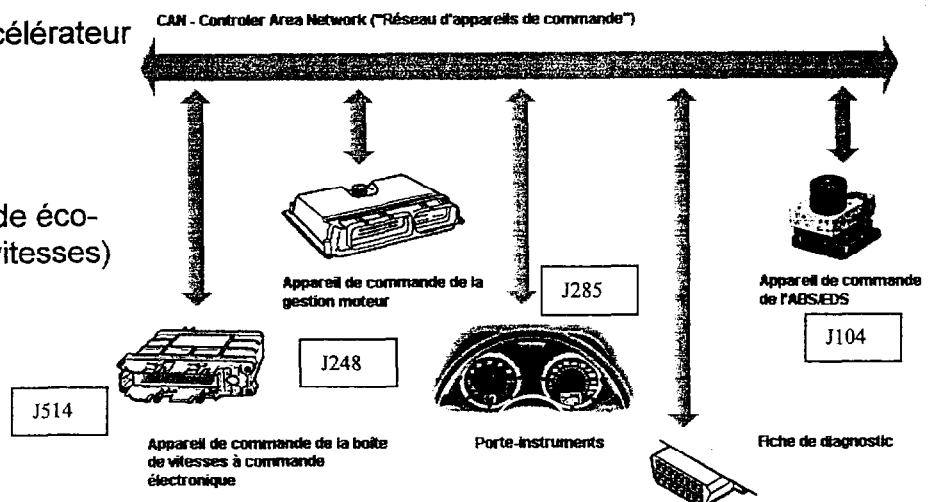 célérateur
CAN - Controler Area Network ("Réseau d'appareils de commande")
de éco-
vitesses)
Appareil de commande de la
gestion moteur
J285
Appareil de commande
de l'ABS/EDS
J104
J248
J514
Appareil de commande de la boîte
de vitesses à commande
électronique
Porte-instruments
Fiche de diagnostic